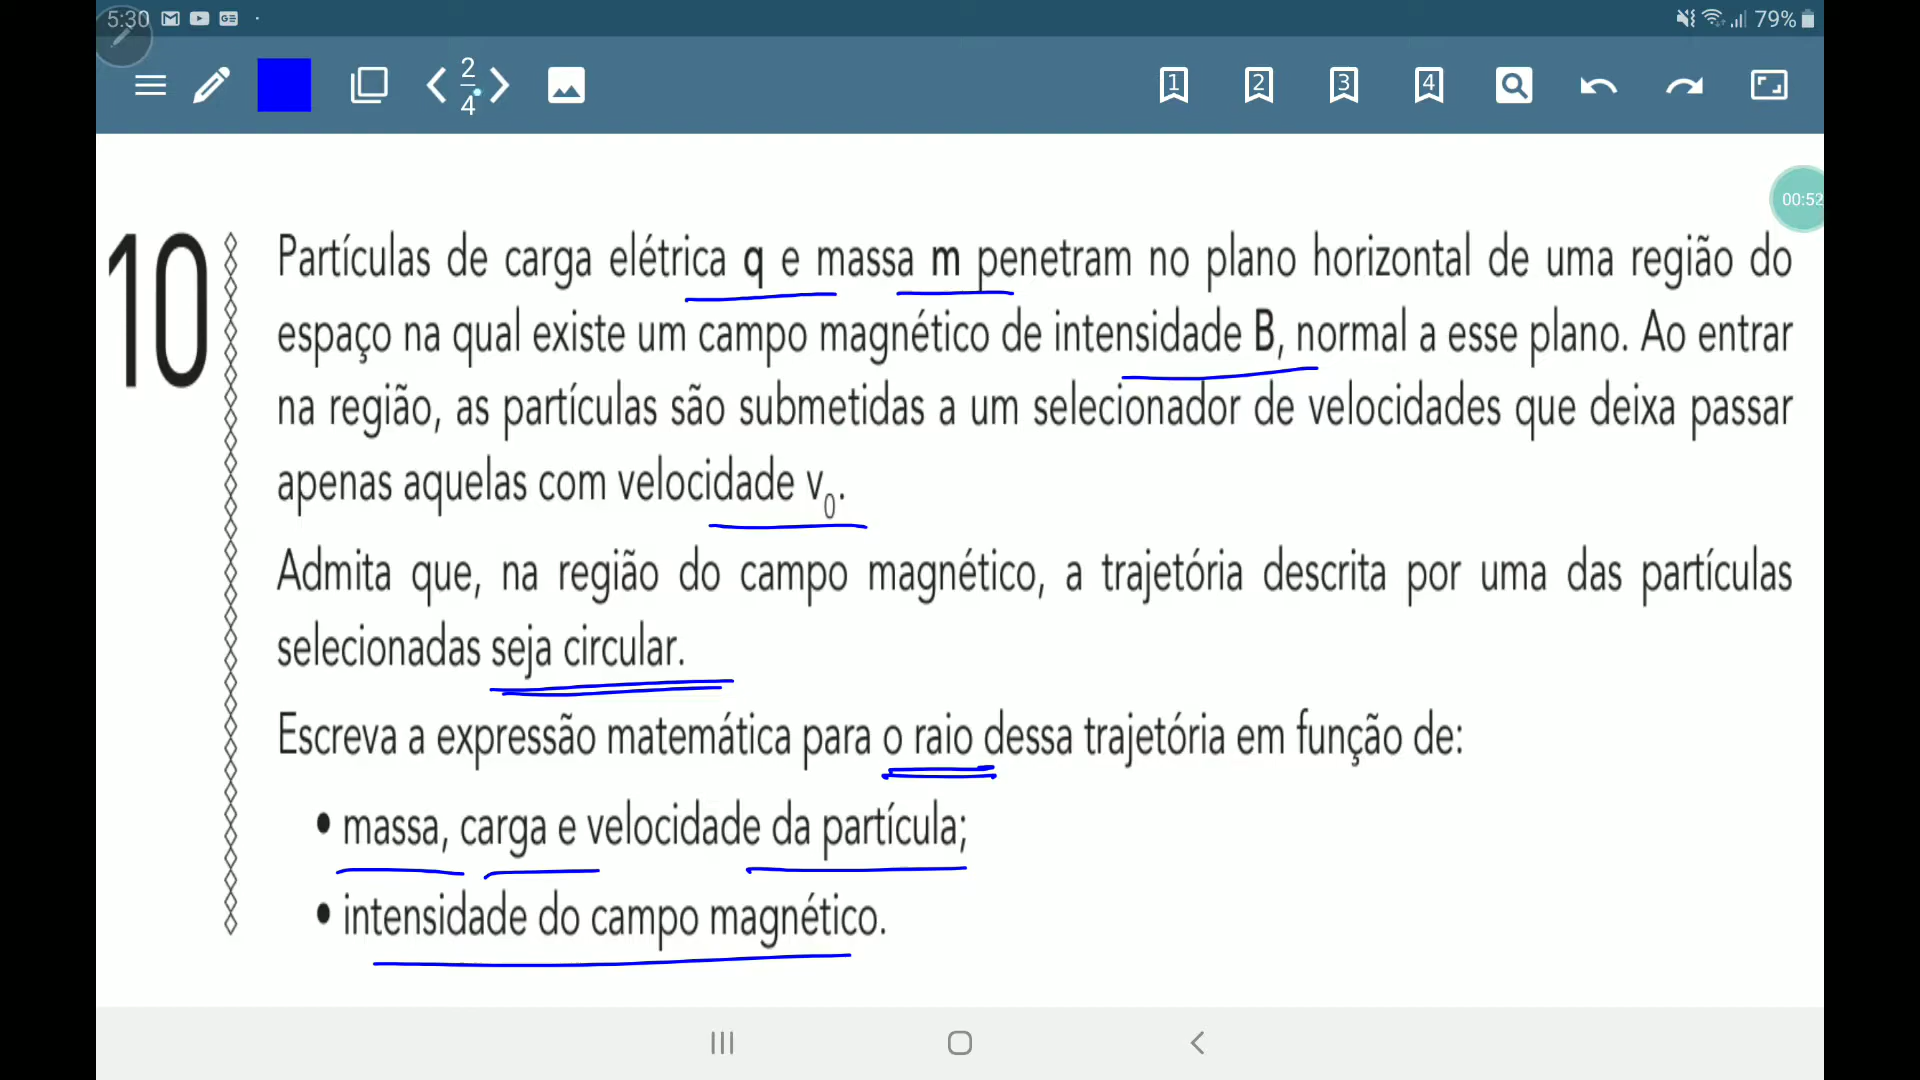 5:30
79%
2
4
1
2
3
4
00:52
10
Partículas de carga elétrica q e massa m penetram no plano horizontal de uma região do
espaço na qual existe um campo magnético de intensidade B, normal a esse plano. Ao entrar
na região, as partículas são submetidas a um selecionador de velocidades que deixa passar
apenas aquelas com velocidade v₀.
Admita que, na região do campo magnético, a trajetória descrita por uma das partículas
selecionadas seja circular.
Escreva a expressão matemática para o raio dessa trajetória em função de:
• massa, carga e velocidade da partícula;
• intensidade do campo magnético.